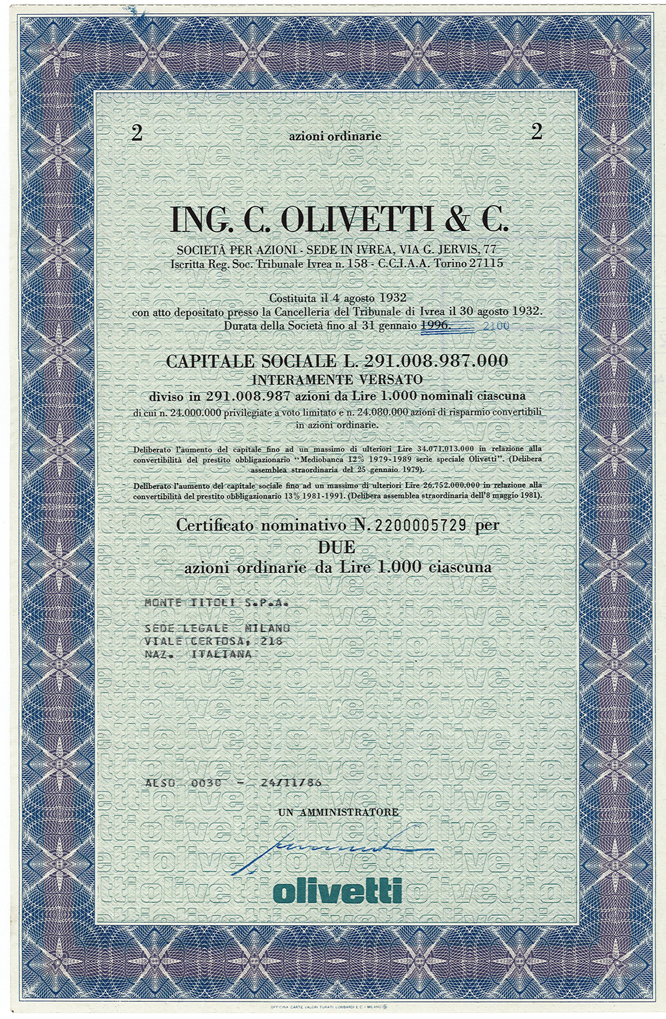 2 azioni ordinarie 2
ING. C. OLIVETTI & C.
SOCIETÀ PER AZIONI - SEDE IN IVREA, VIA G. JERVIS, 77
Iscritta Reg. Soc. Tribunale Ivrea n. 158 - C.C.I.A.A. Torino 27115
Costituita il 4 agosto 1932
con atto depositato presso la Cancelleria del Tribunale di Ivrea il 30 agosto 1932.
Durata della Società fino al 31 gennaio 1996. 2100
CAPITALE SOCIALE L. 291.008.987.000
INTERAMENTE VERSATO
diviso in 291.008.987 azioni da Lire 1.000 nominali ciascuna
di cui n. 24.000.000 privilegiate a voto limitato e n. 24.080.000 azioni di risparmio convertibili
in azioni ordinarie.
Deliberato l'aumento del capitale fino ad un massimo di ulteriori Lire 34.071.013.000 in relazione alla
convertibilità del prestito obbligazionario "Mediobanca 12% 1979-1989 serie speciale Olivetti". (Delibera
assemblea straordinaria del 25 gennaio 1979).
Deliberato l'aumento del capitale sociale fino ad un massimo di ulteriori Lire 26.752.000.000 in relazione alla
convertibilità del prestito obbligazionario 13% 1981-1991. (Delibera assemblea straordinaria dell'8 maggio 1981).
Certificato nominativo N. 2200005729 per
DUE
azioni ordinarie da Lire 1.000 ciascuna
MONTE TITOLI S.P.A.
SEDE LEGALE MILANO
VIALE CERTOSA, 218
NAZ. ITALIANA
AESO 0030 - 24/11/86
UN AMMINISTRATORE
olivetti
OFFICINA CARTE VALORI TURATI LOMBARDI E C. - MILANO